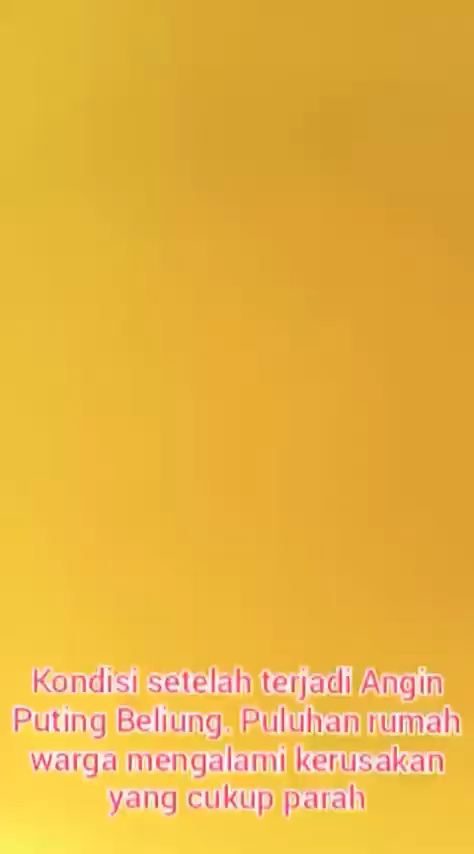 Kondisi setelah terjadi Angin
Puting Beliung. Puluhan rumah
warga mengalami kerusakan
yang cukup parah